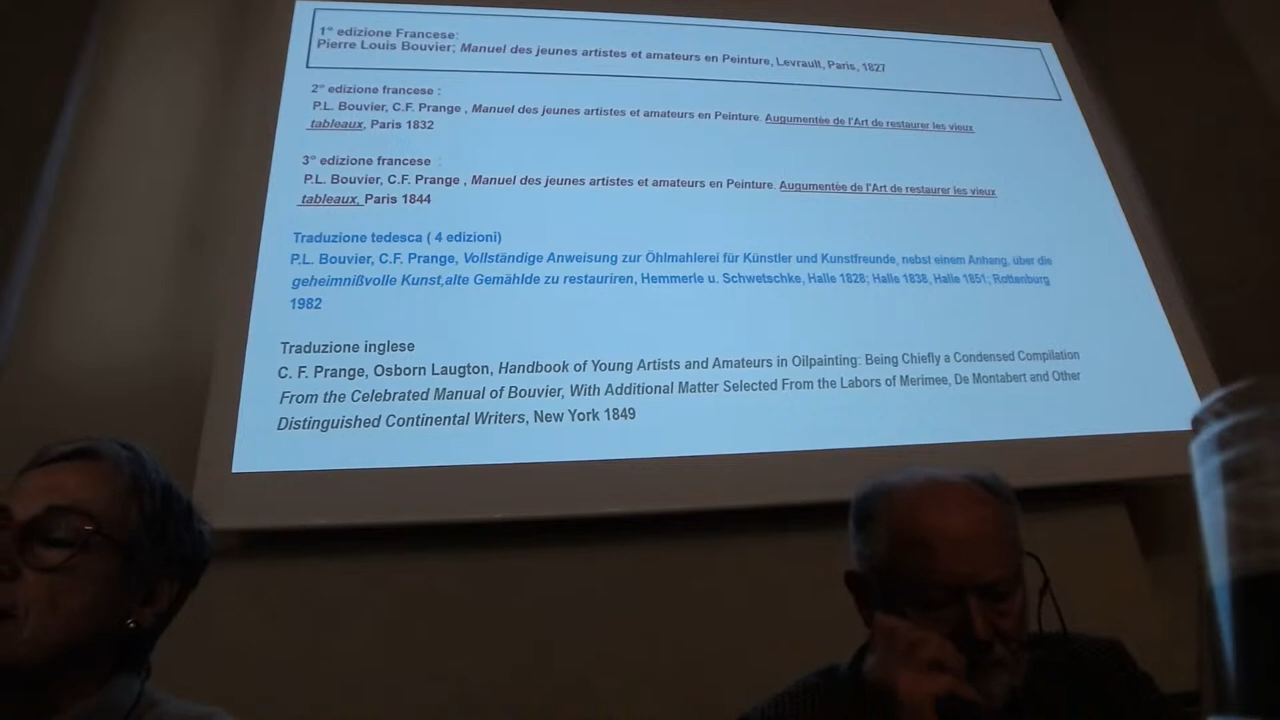 1° edizione Francese:
Pierre Louis Bouvier; Manuel des jeunes artistes et amateurs en Peinture, Levrault, Paris, 1827
2° edizione francese :
P.L. Bouvier, C.F. Prange , Manuel des jeunes artistes et amateurs en Peinture. Augumentée de l'Art de restaurer les vieux
tableaux, Paris 1832
3° edizione francese
P.L. Bouvier, C.F. Prange , Manuel des jeunes artistes et amateurs en Peinture. Augumentée de l'Art de restaurer les vieux
tableaux, Paris 1844
Traduzione tedesca ( 4 edizioni)
P.L. Bouvier, C.F. Prange, Vollständige Anweisung zur Öhlmahlerei für Künstler und Kunstfreunde, nebst einem Anhang, über die
geheimnißvolle Kunst,alte Gemählde zu restauriren, Hemmerle u. Schwetschke, Halle 1828; Halle 1838, Halle 1851; Rottenburg
1982
Traduzione inglese
C. F. Prange, Osborn Laugton, Handbook of Young Artists and Amateurs in Oilpainting: Being Chiefly a Condensed Compilation
From the Celebrated Manual of Bouvier, With Additional Matter Selected From the Labors of Merimee, De Montabert and Other
Distinguished Continental Writers, New York 1849